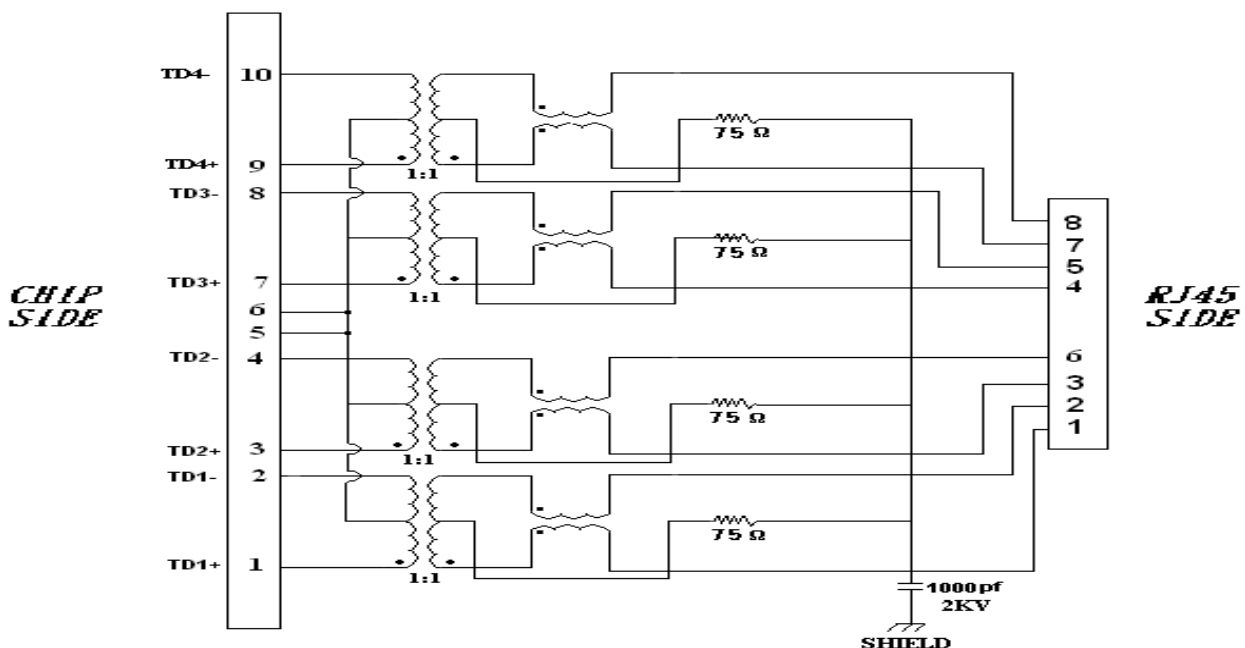 TD4-
10
TD4+
9
1:1
75 Ω
TD3-
8
TD3+
7
1:1
75 Ω
6
5
CHIP
SIDE
TD2-
4
TD2+
3
1:1
75 Ω
TD1-
2
TD1+
1
1:1
75 Ω
8
7
5
4
6
3
2
1
RJ45
SIDE
1000pf
2KV
SHIELD